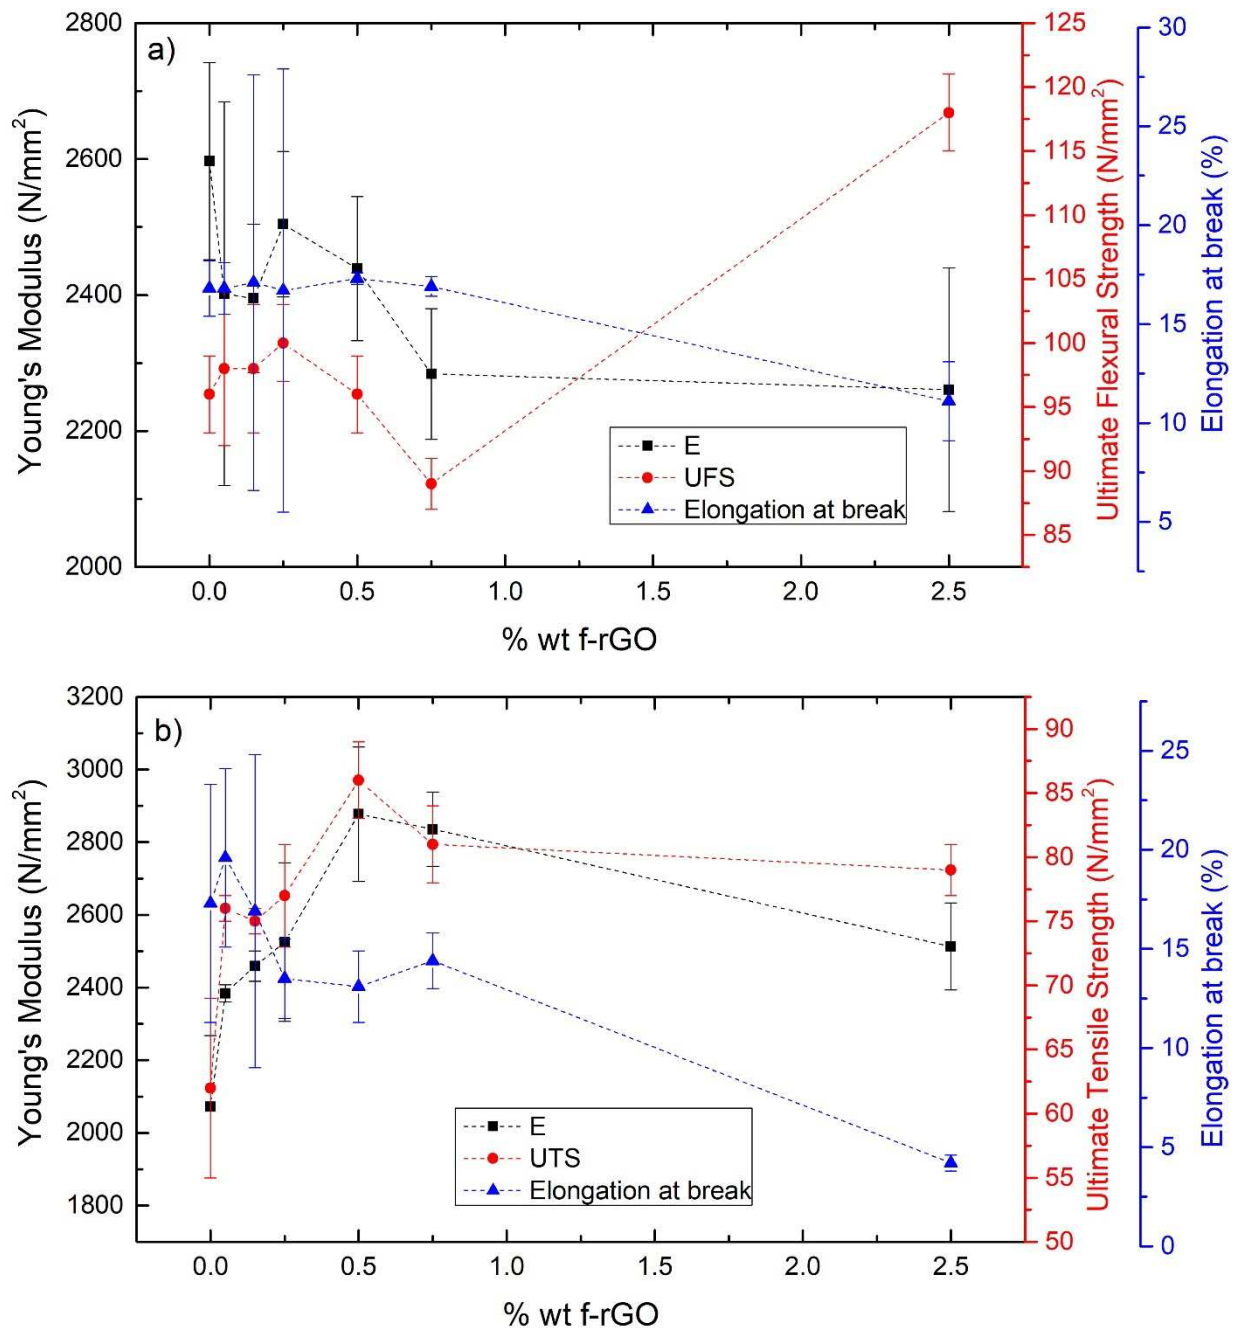 a)
Young's Modulus (N/mm²)
2800
2600
2400
2200
2000
0.0 0.5 1.0 1.5 2.0 2.5
% wt f-rGO
E
UFS
Elongation at break
125
120
115
110
105
100
95
90
85
Ultimate Flexural Strength (N/mm²)
30
25
20
15
10
5
Elongation at break (%)
b)
Young's Modulus (N/mm²)
3200
3000
2800
2600
2400
2200
2000
1800
0.0 0.5 1.0 1.5 2.0 2.5
% wt f-rGO
E
UTS
Elongation at break
90
85
80
75
70
65
60
55
50
Ultimate Tensile Strength (N/mm²)
25
20
15
10
5
0
Elongation at break (%)